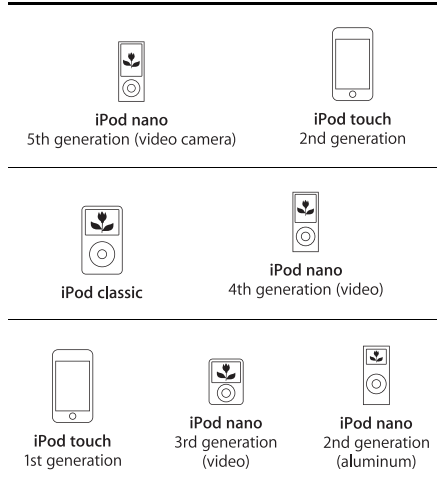 iPod nano
5th generation (video camera)
iPod touch
2nd generation
iPod classic
iPod nano
4th generation (video)
iPod touch
1st generation
iPod nano
3rd generation
(video)
iPod nano
2nd generation
(aluminum)